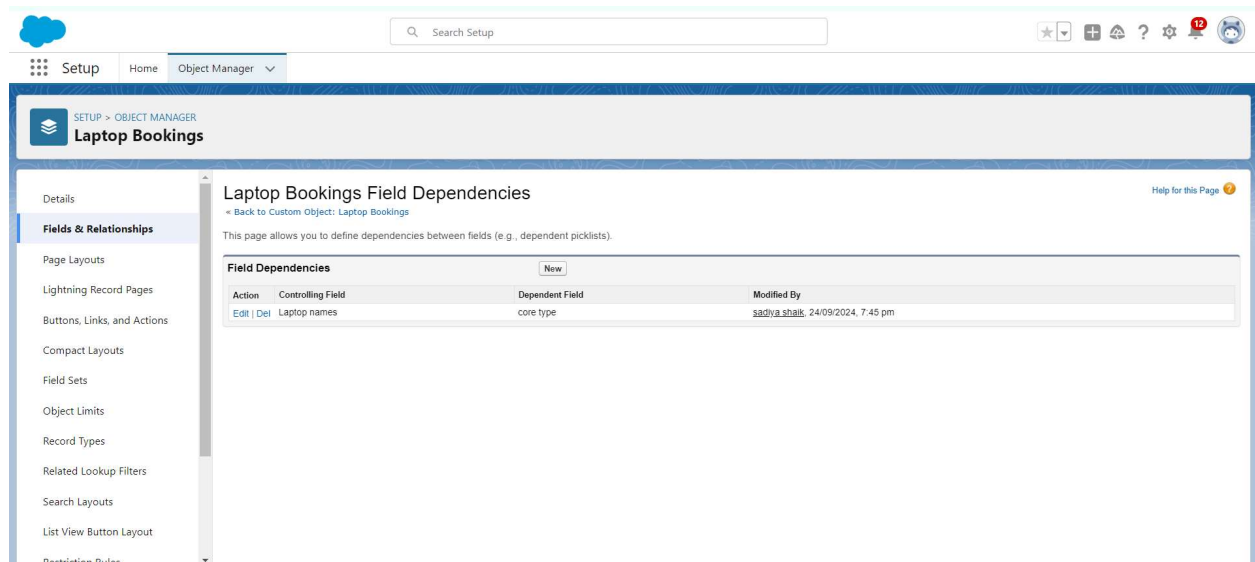 Search Setup
12
Setup
Home
Object Manager
SETUP > OBJECT MANAGER
Laptop Bookings
Details
Fields & Relationships
Page Layouts
Lightning Record Pages
Buttons, Links, and Actions
Compact Layouts
Field Sets
Object Limits
Record Types
Related Lookup Filters
Search Layouts
List View Button Layout
Restriction Rules
Laptop Bookings Field Dependencies
Help for this Page ?
« Back to Custom Object: Laptop Bookings
This page allows you to define dependencies between fields (e.g., dependent picklists).
Field Dependencies New
Action Controlling Field Dependent Field Modified By
Edit | Del Laptop names core type sadiya shaik, 24/09/2024, 7:45 pm